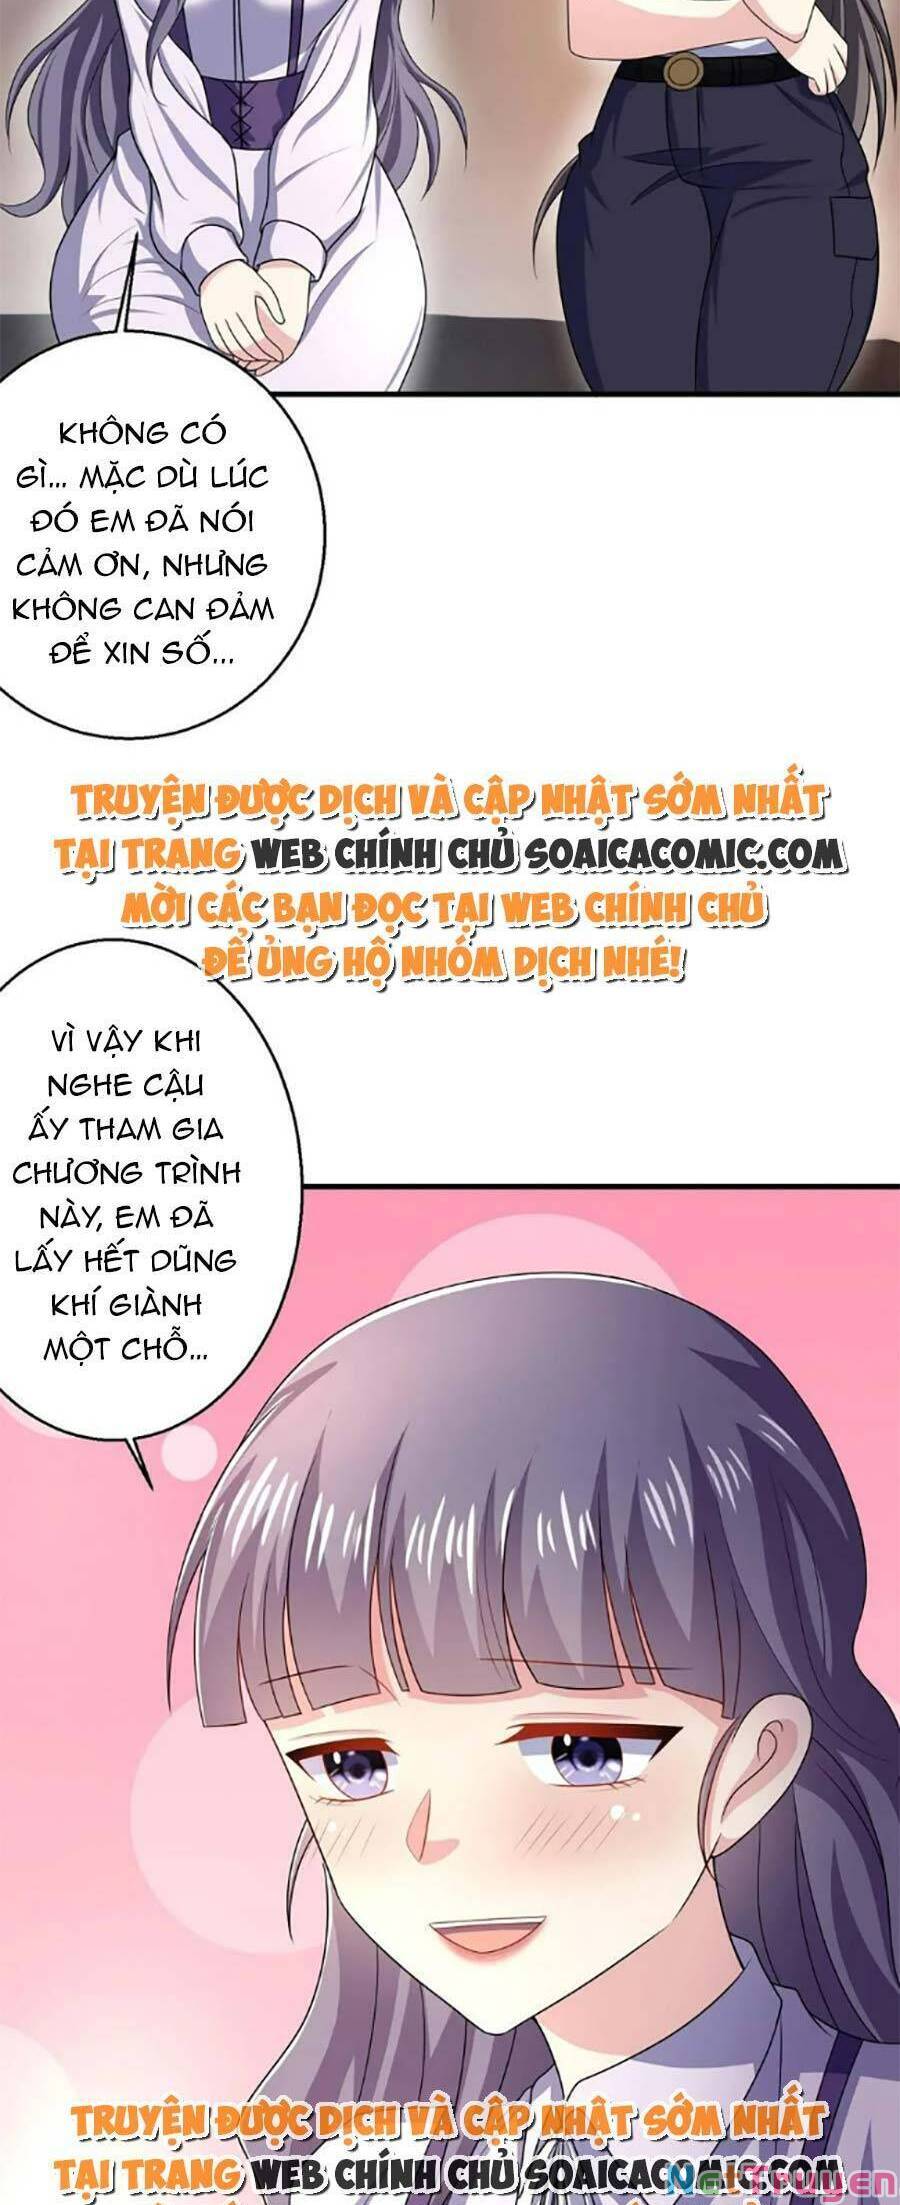 KHÔNG CÓ
GÌ... MẶC DÙ LÚC
ĐÓ EM ĐÃ NÓI
CẢM ƠN, NHƯNG
KHÔNG CAN ĐẢM
ĐỂ XIN SỐ...
TRUYỆN ĐƯỢC DỊCH VÀ CẬP NHẬT SỚM NHẤT
TẠI TRANG WEB CHÍNH CHỦ SOAICACOMIC.COM
MỜI CÁC BẠN ĐỌC TẠI WEB CHÍNH CHỦ
ĐỂ ỦNG HỘ NHÓM DỊCH NHÉ!
VÌ VẬY KHI
NGHE CẬU
ẤY THAM GIA
CHƯƠNG TRÌNH
NÀY, EM ĐÃ
LẤY HẾT DŨNG
KHÍ GIÀNH
MỘT CHỖ...
TRUYỆN ĐƯỢC DỊCH VÀ CẬP NHẬT SỚM NHẤT
TẠI TRANG WEB CHÍNH CHỦ SOAICACOMIC.COM
NetTruyen